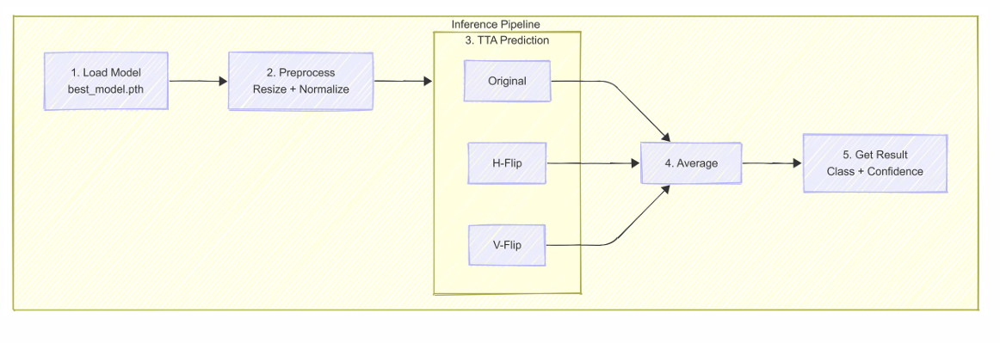 Inference Pipeline
1. Load Model
best_model.pth
2. Preprocess
Resize + Normalize
3. TTA Prediction
Original
H-Flip
V-Flip
4. Average
5. Get Result
Class + Confidence